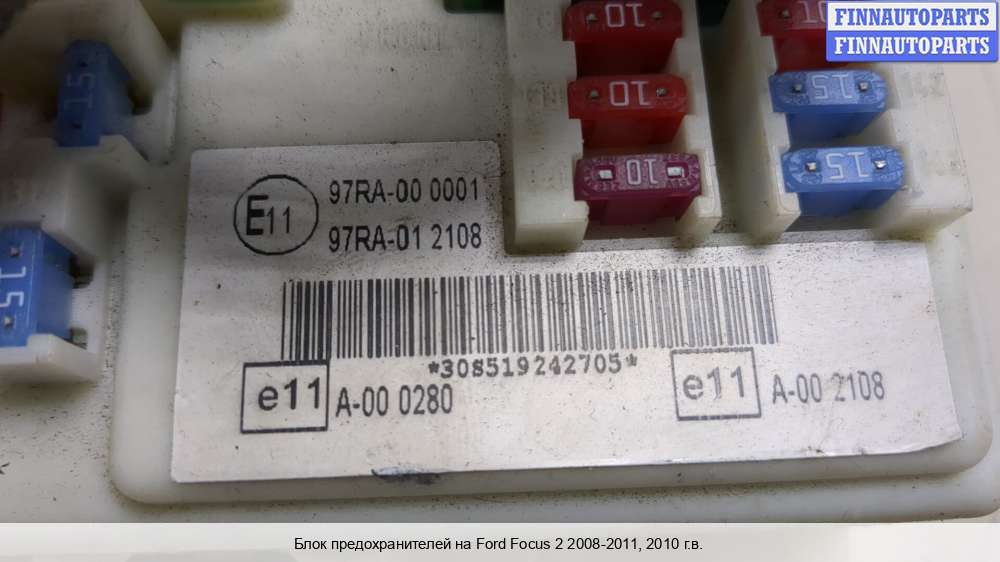 10
10
FINNAUTOPARTS
FINNAUTOPARTS
15
10
15
10
15
15
E11
97RA-00 0001
97RA-01 2108
*308519242705*
e11
A-00 0280
e11
A-00 2108
Блок предохранителей на Ford Focus 2 2008-2011, 2010 г.в.